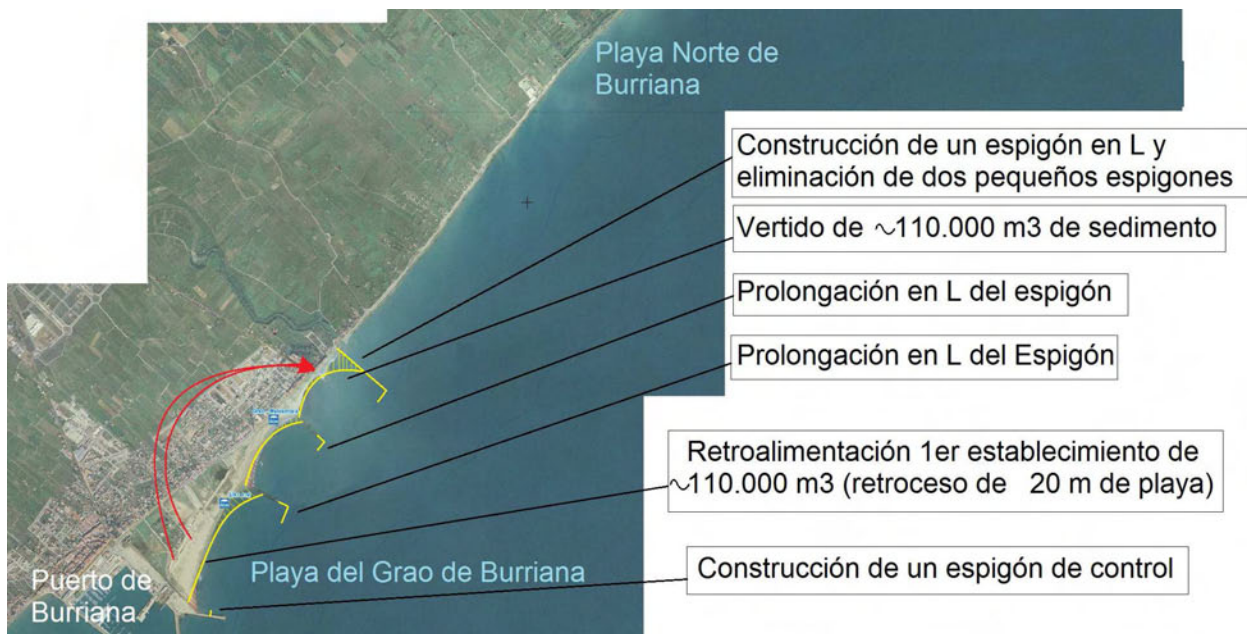 Playa Norte de
Burriana
Construcción de un espigón en L y
eliminación de dos pequeños espigones
Vertido de ~110.000 m3 de sedimento
Prolongación en L del espigón
Prolongación en L del Espigón
Retroalimentación 1er establecimiento de
~110.000 m3 (retroceso de 20 m de playa)
Construcción de un espigón de control
Playa del Grao de Burriana
Puerto de
Burriana